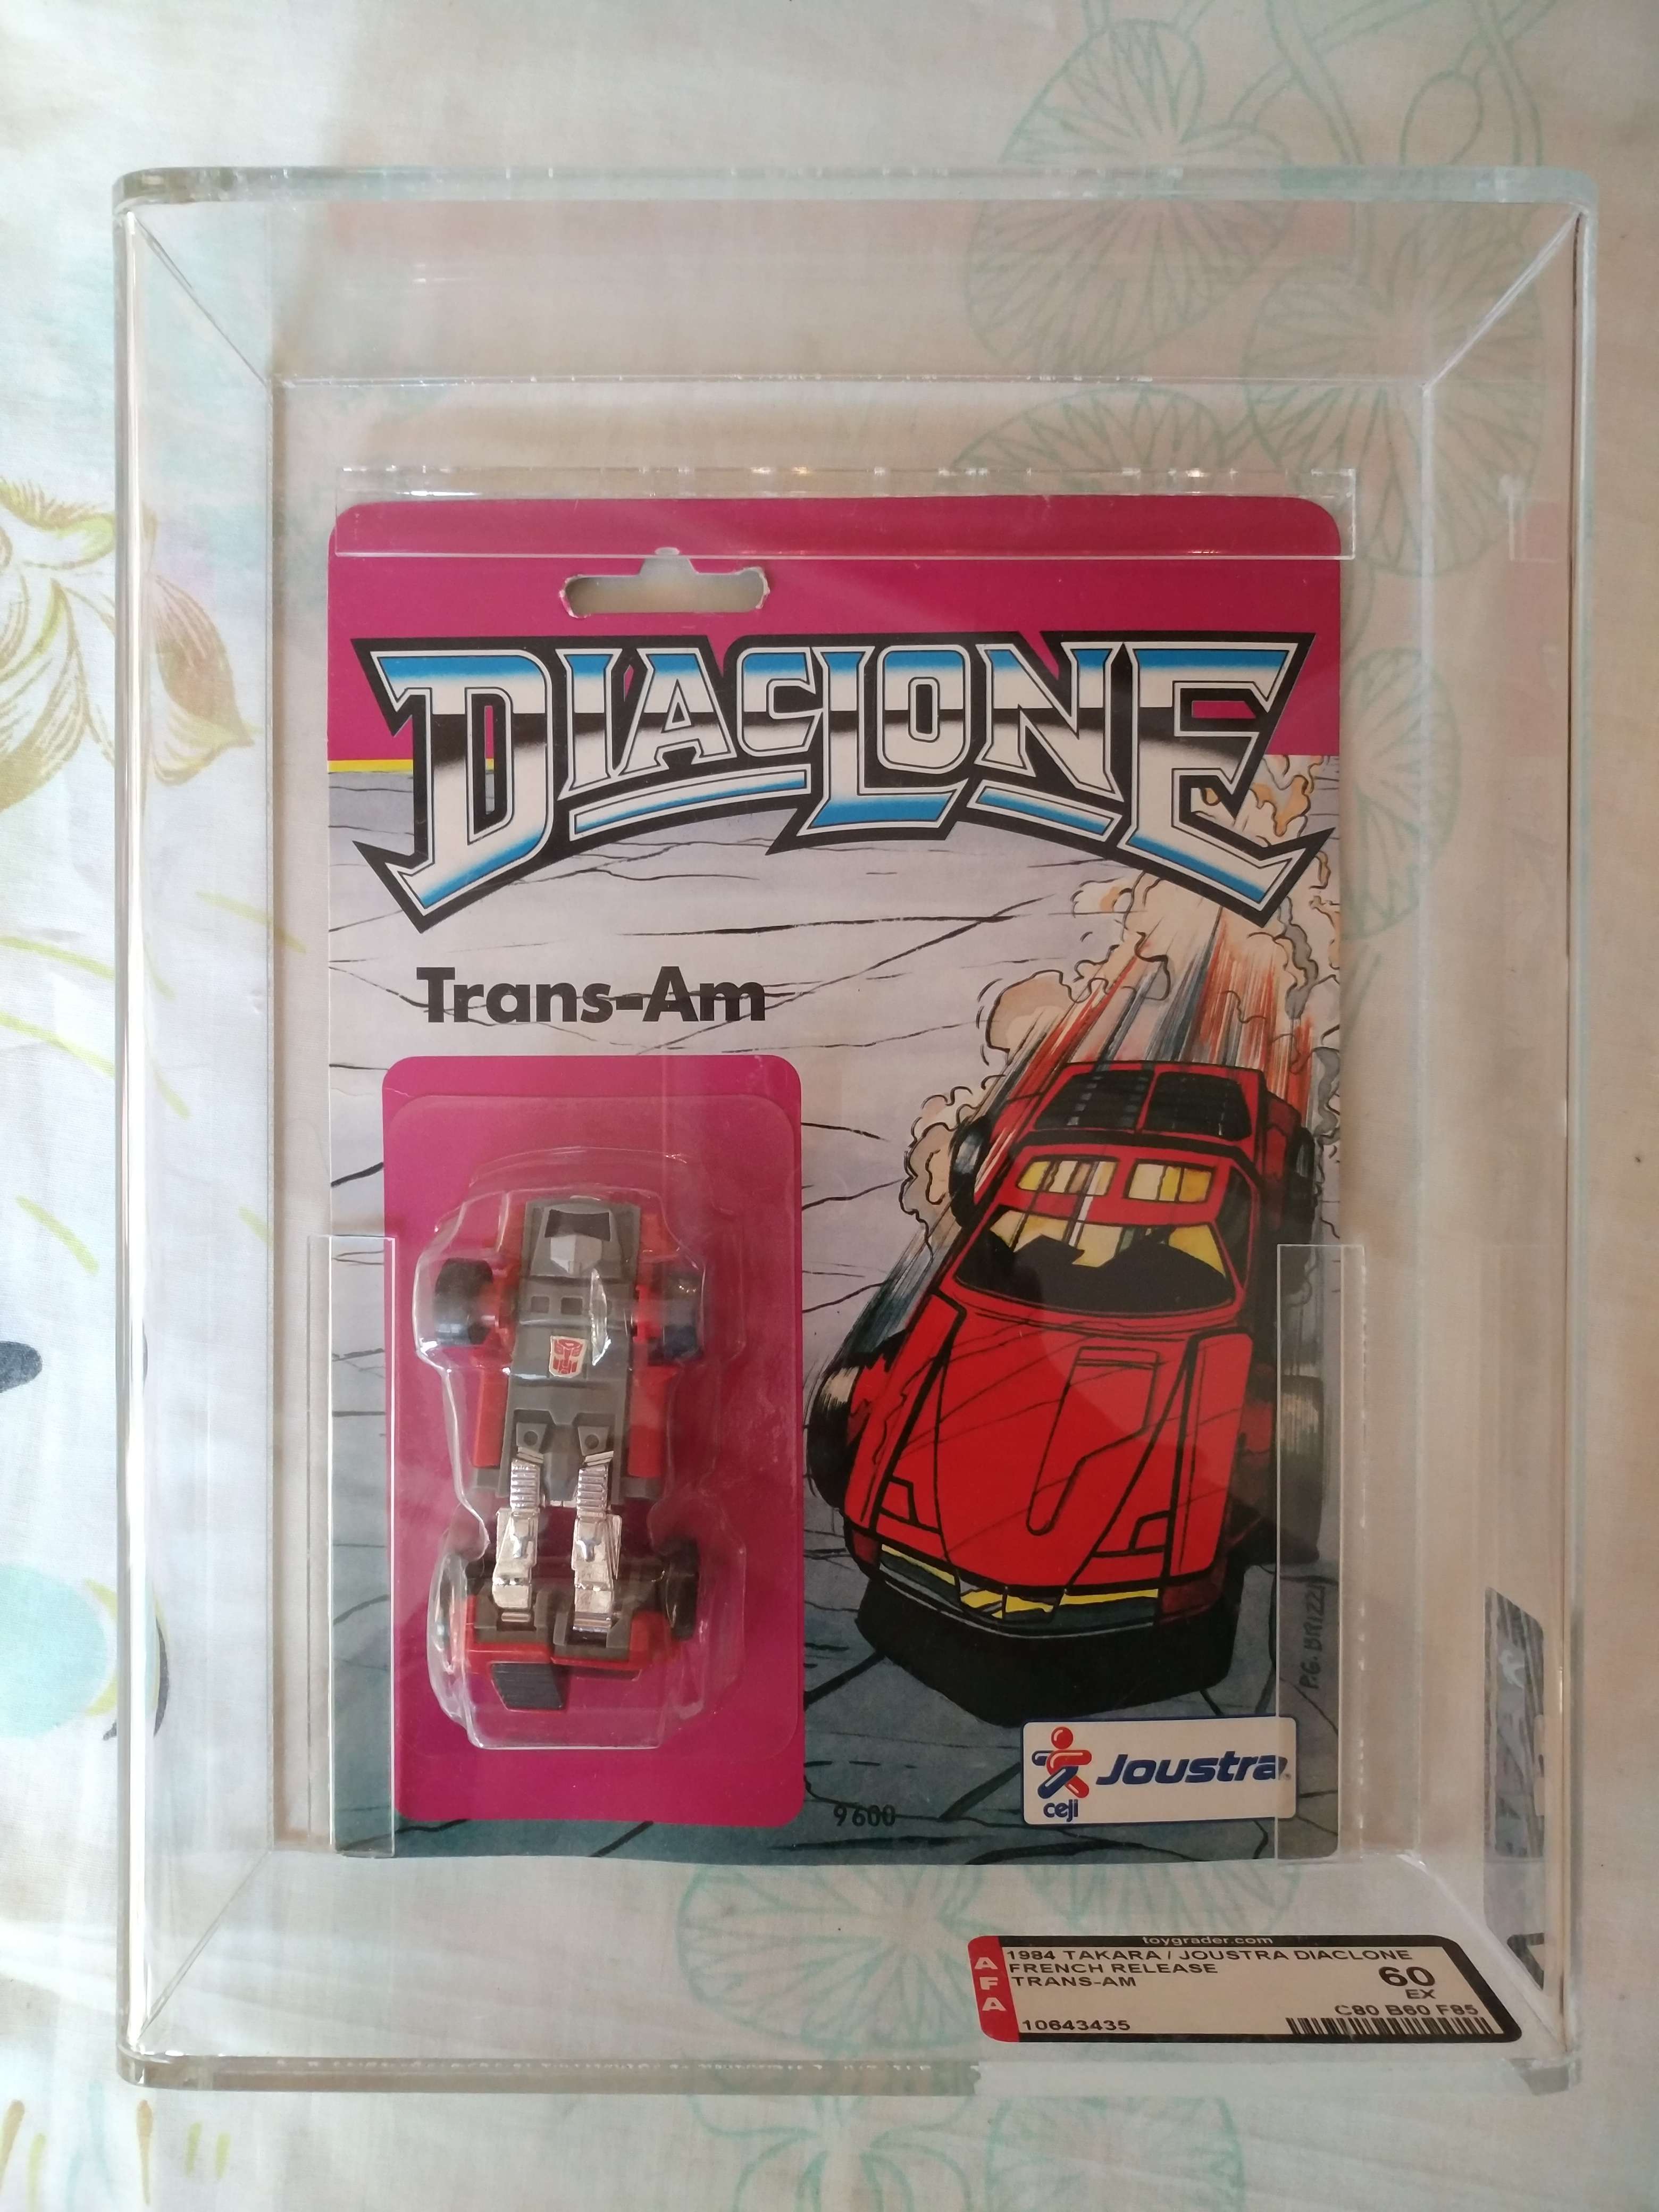 DIACLONE
Trans-Am
P.G. BRIZZI
Joustra
ceji
9600
toygrader.com
AFA
1984 TAKARA / JOUSTRA DIACLONE
FRENCH RELEASE
TRANS-AM
60
EX
C80 B60 F85
10643435